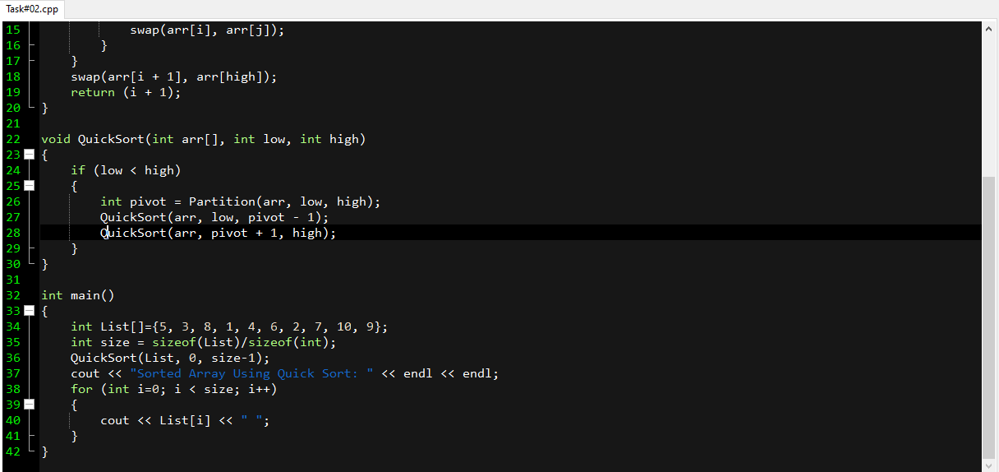 Task#02.cpp
15 swap(arr[i], arr[j]);
16 }
17 }
18 swap(arr[i + 1], arr[high]);
19 return (i + 1);
20 }
21
22 void QuickSort(int arr[], int low, int high)
23 {
24 if (low < high)
25 {
26 int pivot = Partition(arr, low, high);
27 QuickSort(arr, low, pivot - 1);
28 QuickSort(arr, pivot + 1, high);
29 }
30 }
31
32 int main()
33 {
34 int List[]={5, 3, 8, 1, 4, 6, 2, 7, 10, 9};
35 int size = sizeof(List)/sizeof(int);
36 QuickSort(List, 0, size-1);
37 cout << "Sorted Array Using Quick Sort: " << endl << endl;
38 for (int i=0; i < size; i++)
39 {
40 cout << List[i] << " ";
41 }
42 }